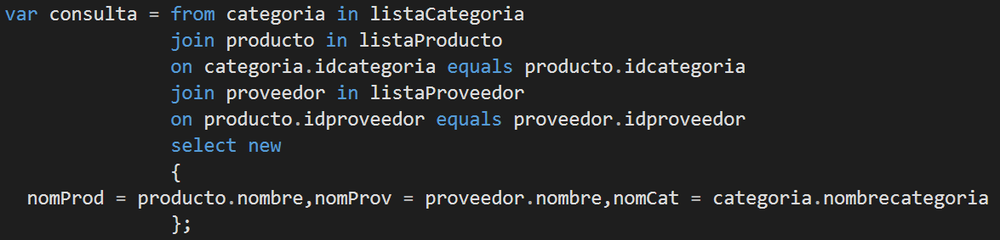 var consulta = from categoria in listaCategoria
join producto in listaProducto
on categoria.idcategoria equals producto.idcategoria
join proveedor in listaProveedor
on producto.idproveedor equals proveedor.idproveedor
select new
{
nomProd = producto.nombre,nomProv = proveedor.nombre,nomCat = categoria.nombrecategoria
};